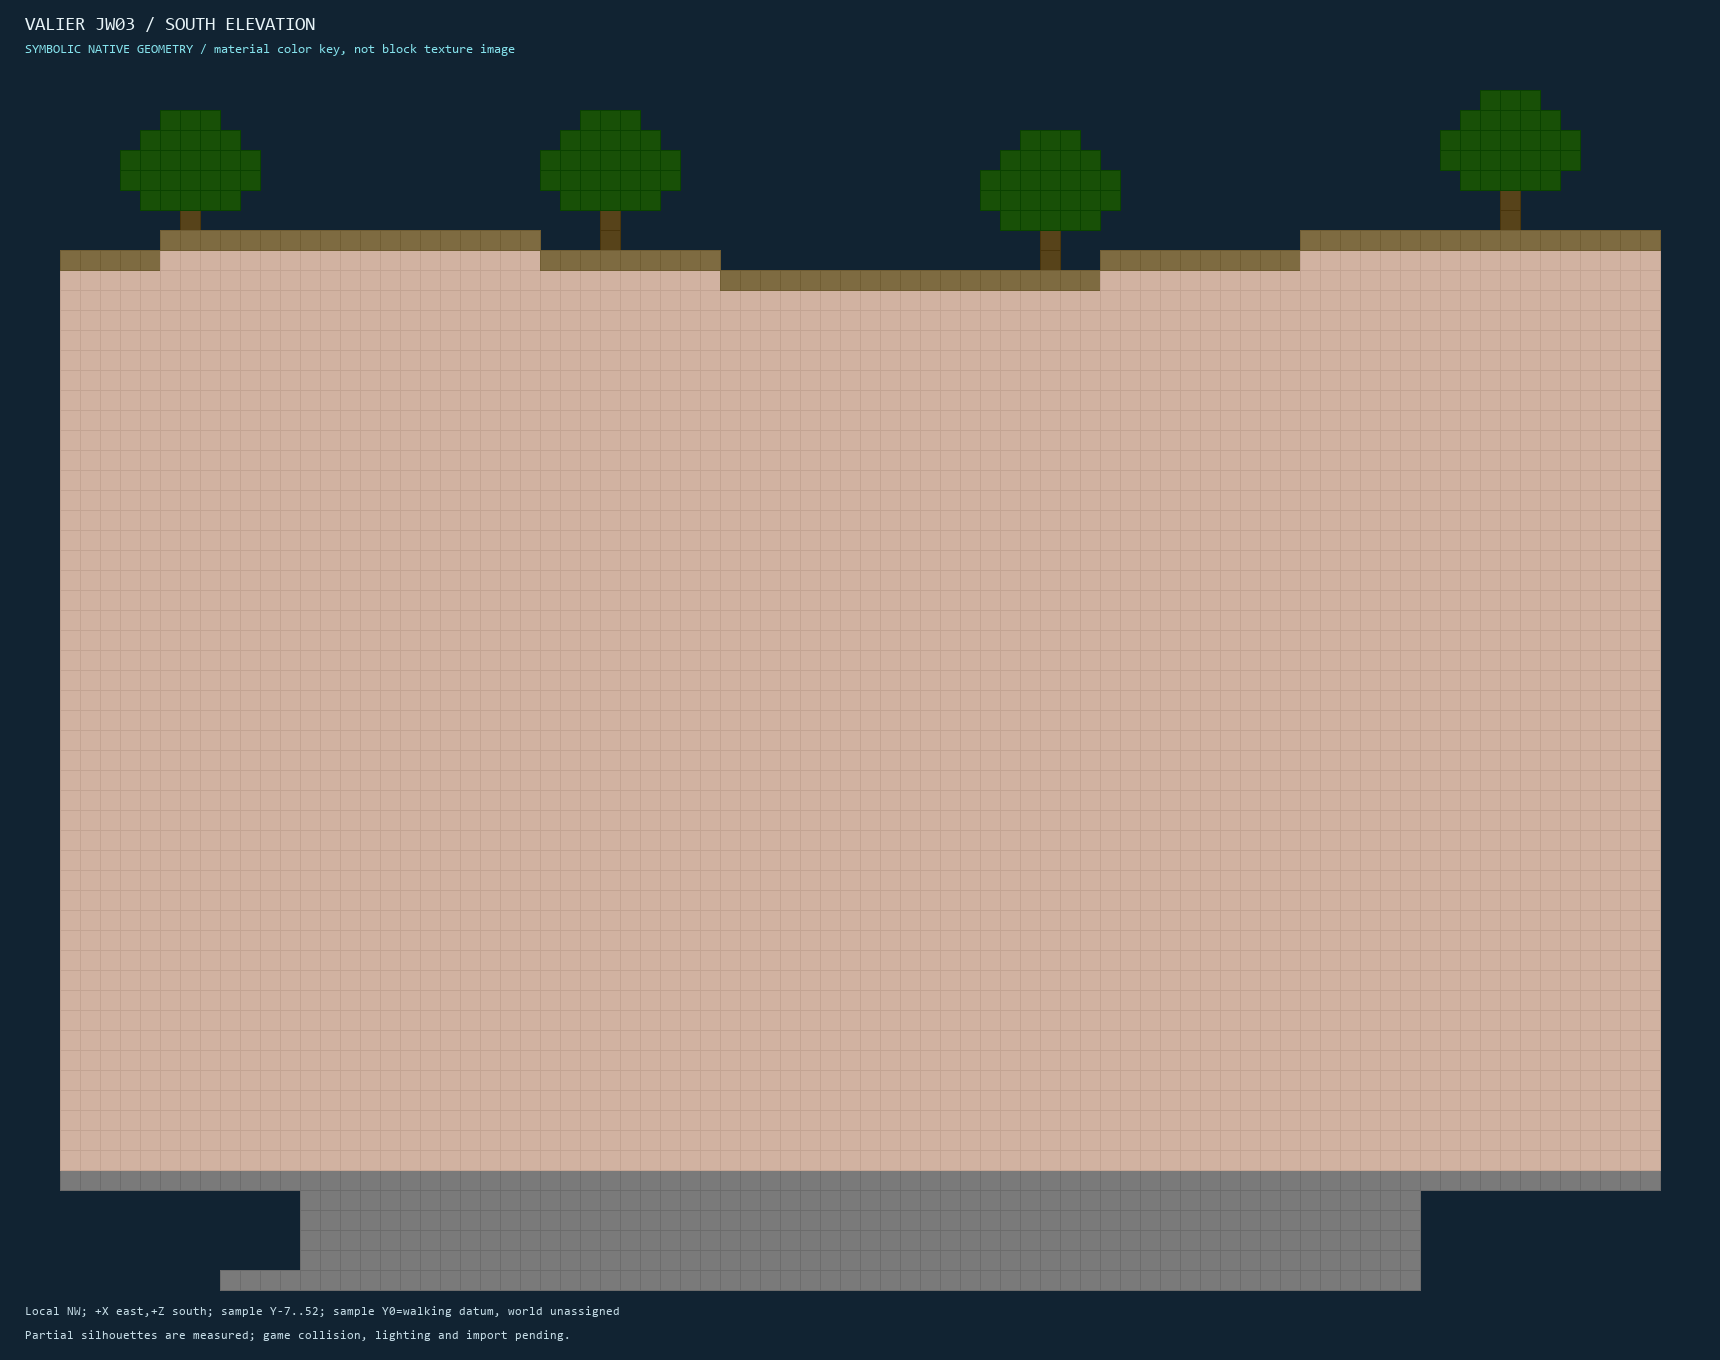 VALIER JW03 / SOUTH ELEVATION
SYMBOLIC NATIVE GEOMETRY / material color key, not block texture image
Local NW; +X east,+Z south; sample Y-7..52; sample Y0=walking datum, world unassigned
Partial silhouettes are measured; game collision, lighting and import pending.